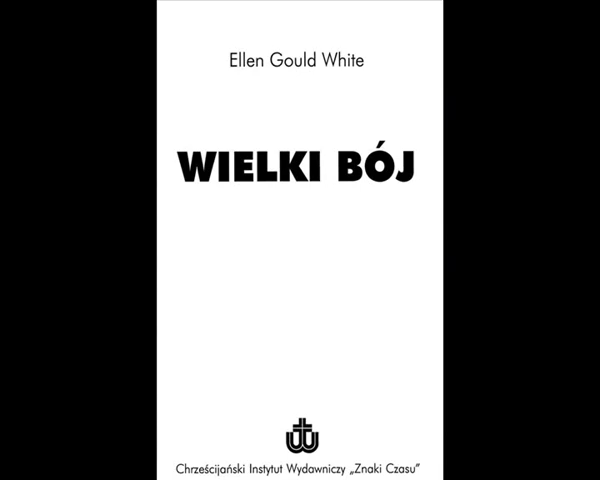 Ellen Gould White
WIELKI BÓJ
Chrześcijański Instytut Wydawniczy „Znaki Czasu"